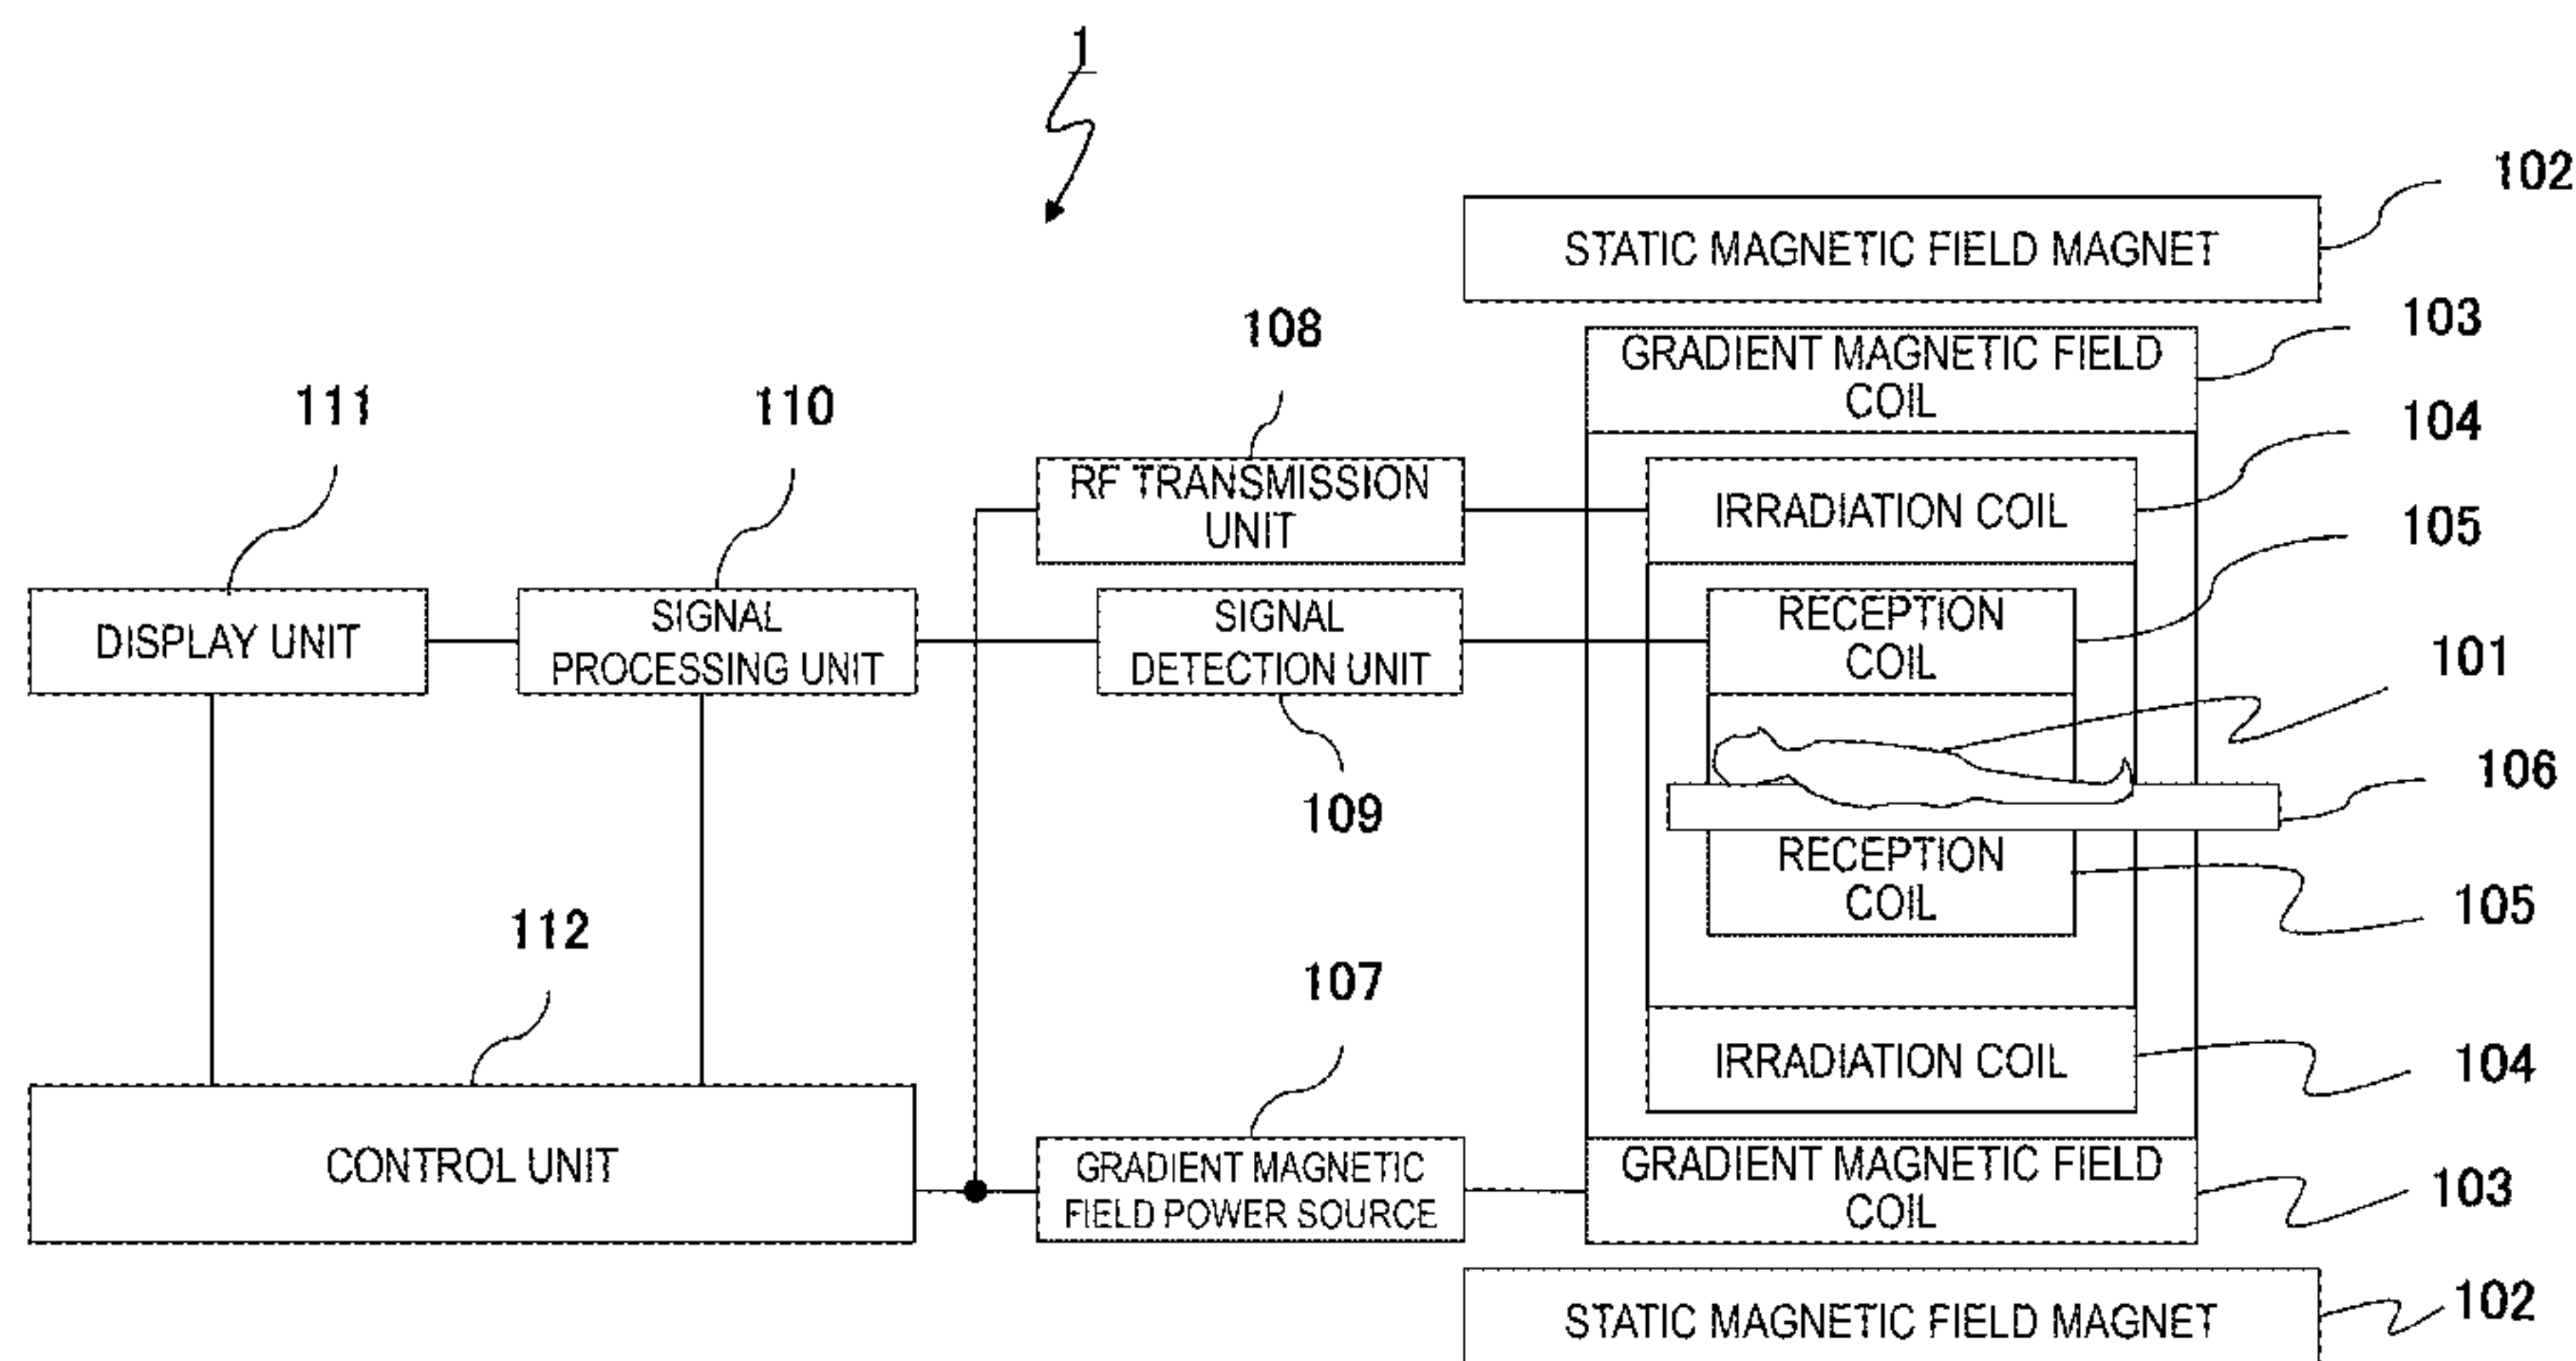 1
102
STATIC MAGNETIC FIELD MAGNET
103
108
GRADIENT MAGNETIC FIELD
COIL
111
110
104
RF TRANSMISSION
UNIT
IRRADIATION COIL
105
DISPLAY UNIT
SIGNAL
PROCESSING UNIT
SIGNAL
DETECTION UNIT
RECEPTION
COIL
101
106
109
RECEPTION
COIL
105
112
107
IRRADIATION COIL
104
CONTROL UNIT
GRADIENT MAGNETIC
FIELD POWER SOURCE
GRADIENT MAGNETIC FIELD
COIL
103
STATIC MAGNETIC FIELD MAGNET
102